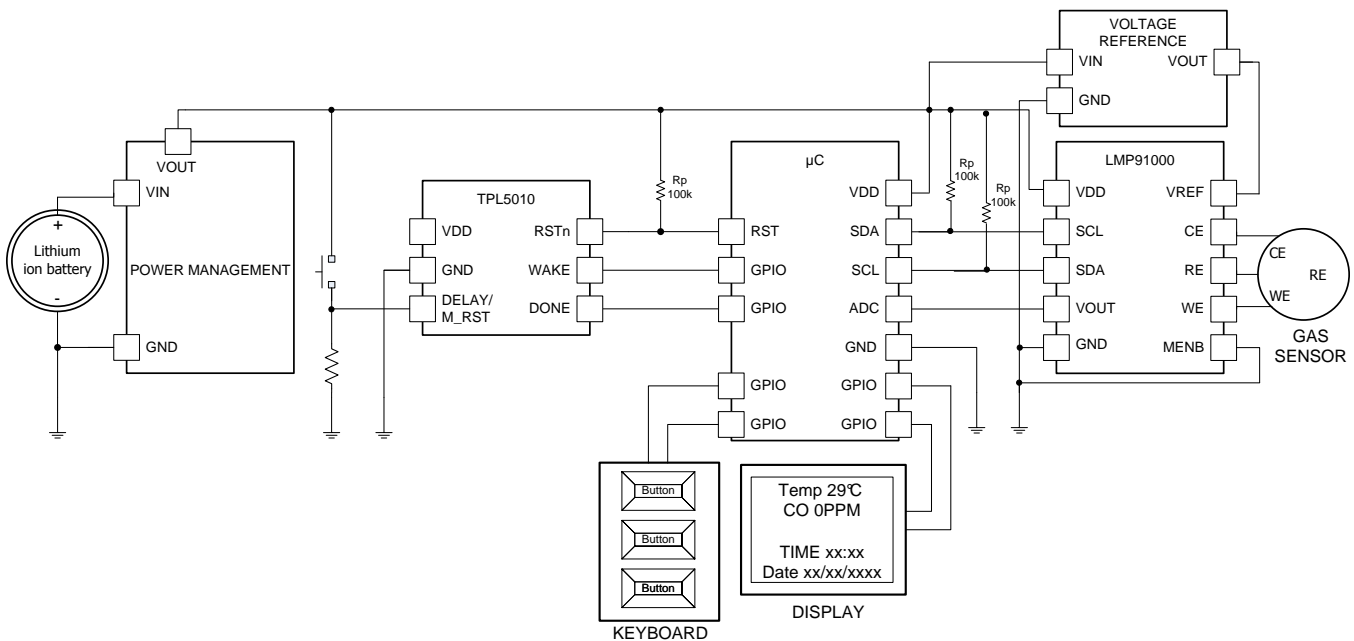 VOLTAGE
REFERENCE
VIN
VOUT
GND
VOUT
VIN
POWER MANAGEMENT
GND
+
Lithium
ion battery
-
TPL5010
VDD
RSTn
GND
WAKE
DELAY/
M_RST
DONE
Rp
100k
µC
VDD
RST
SDA
GPIO
SCL
GPIO
ADC
GND
GPIO
GPIO
GPIO
GPIO
Rp
100k
Rp
100k
LMP91000
VDD
VREF
SCL
CE
SDA
RE
VOUT
WE
GND
MENB
CE
RE
WE
GAS
SENSOR
Button
Button
Button
KEYBOARD
Temp 29°C
CO 0PPM
TIME xx:xx
Date xx/xx/xxxx
DISPLAY